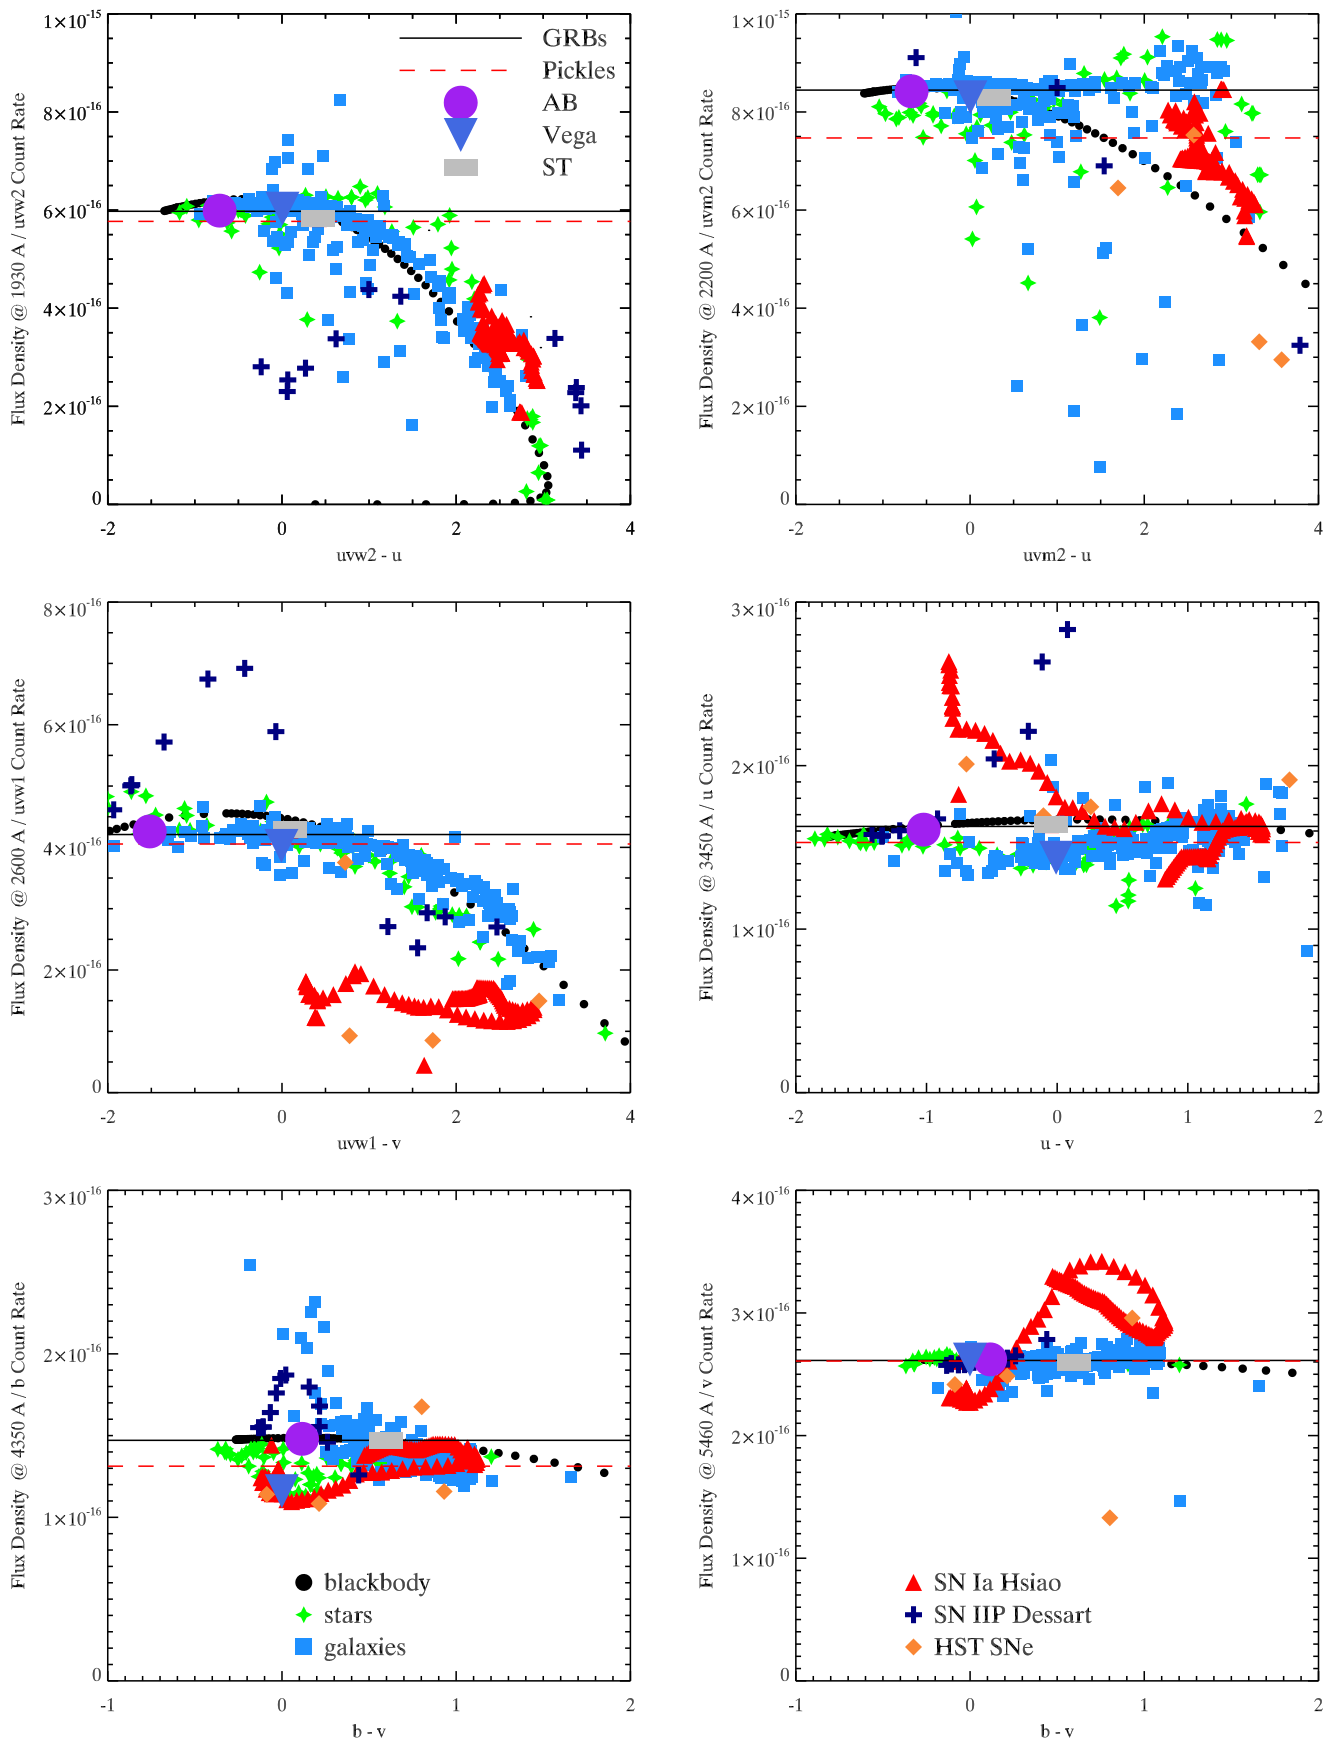 1×10⁻¹⁵
8×10⁻¹⁶
6×10⁻¹⁶
4×10⁻¹⁶
2×10⁻¹⁶
0
Flux Density @ 1930 A / uvw2 Count Rate
GRBs
Pickles
AB
Vega
ST
-2 0 2 4
uvw2 - u
1×10⁻¹⁵
8×10⁻¹⁶
6×10⁻¹⁶
4×10⁻¹⁶
2×10⁻¹⁶
0
Flux Density @ 2200 A / uvm2 Count Rate
-2 0 2 4
uvm2 - u
8×10⁻¹⁶
6×10⁻¹⁶
4×10⁻¹⁶
2×10⁻¹⁶
0
Flux Density @ 2600 A / uvw1 Count Rate
-2 0 2 4
uvw1 - v
3×10⁻¹⁶
2×10⁻¹⁶
1×10⁻¹⁶
0
Flux Density @ 3450 A / u Count Rate
-2 -1 0 1 2
u - v
3×10⁻¹⁶
2×10⁻¹⁶
1×10⁻¹⁶
0
Flux Density @ 4350 A / b Count Rate
blackbody
stars
galaxies
-1 0 1 2
b - v
4×10⁻¹⁶
3×10⁻¹⁶
2×10⁻¹⁶
1×10⁻¹⁶
0
Flux Density @ 5460 A / v Count Rate
SN Ia Hsiao
SN IIP Dessart
HST SNe
-1 0 1 2
b - v